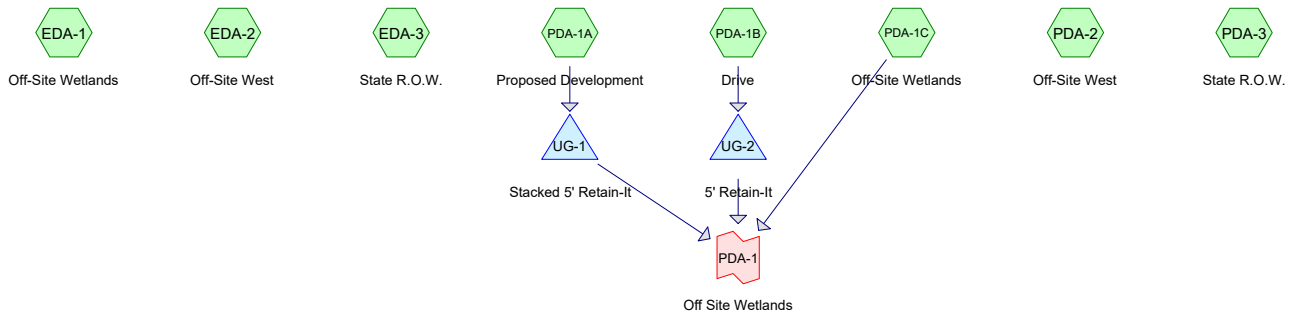 EDA-1
EDA-2
EDA-3
PDA-1A
PDA-1B
PDA-1C
PDA-2
PDA-3
Off-Site Wetlands
Off-Site West
State R.O.W.
Proposed Development
Drive
Off-Site Wetlands
Off-Site West
State R.O.W.
UG-1
UG-2
Stacked 5' Retain-It
5' Retain-It
PDA-1
Off Site Wetlands